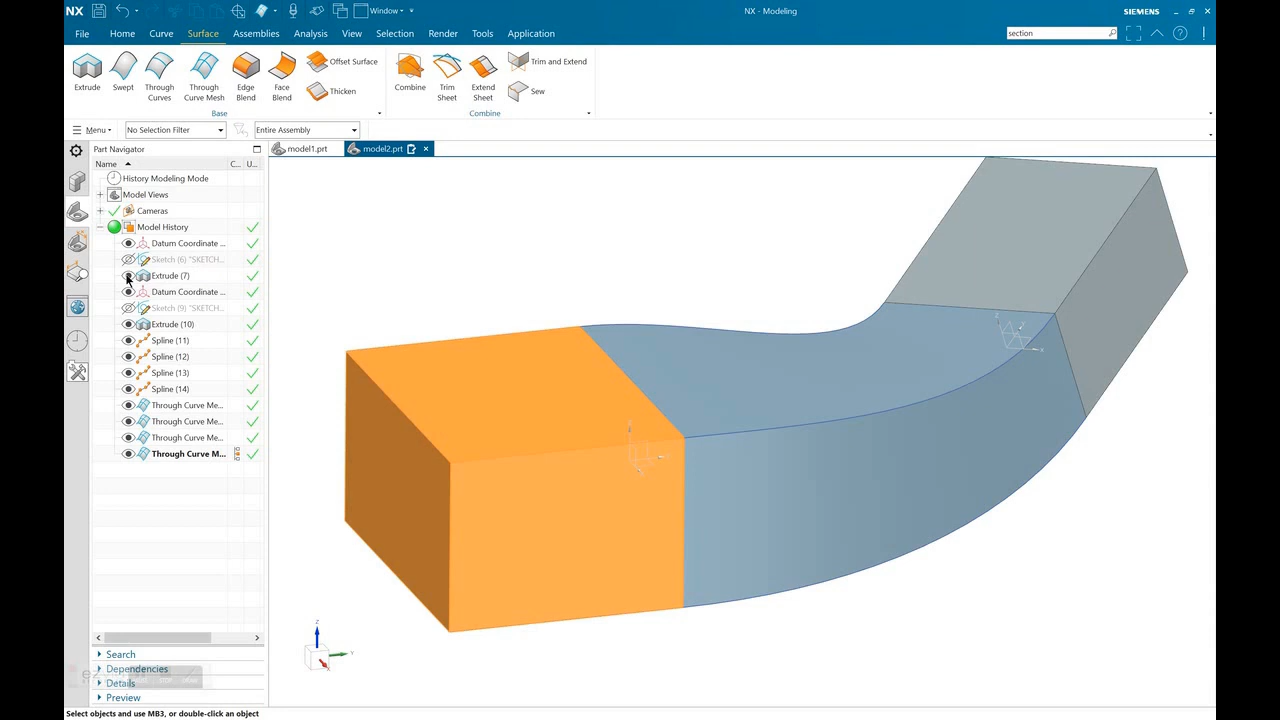 NX
Window
NX - Modeling
SIEMENS
File Home Curve Surface Assemblies Analysis View Selection Render Tools Application
section
Extrude
Swept
Through Curves
Through Curve Mesh
Edge Blend
Face Blend
Offset Surface
Thicken
Combine
Trim Sheet
Extend Sheet
Trim and Extend
Sew
Base
Combine
Menu
No Selection Filter
Entire Assembly
Part Navigator
model1.prt
model2.prt
Name C... U...
History Modeling Mode
Model Views
Cameras
Model History
Datum Coordinate ...
Sketch (6) "SKETCH...
Extrude (7)
Datum Coordinate ...
Sketch (9) "SKETCH...
Extrude (10)
Spline (11)
Spline (12)
Spline (13)
Spline (14)
Through Curve Me...
Through Curve Me...
Through Curve Me...
Through Curve M...
Search
Dependencies
Details
Preview
Z
Y
X
Z
X
Select objects and use MB3, or double-click an object